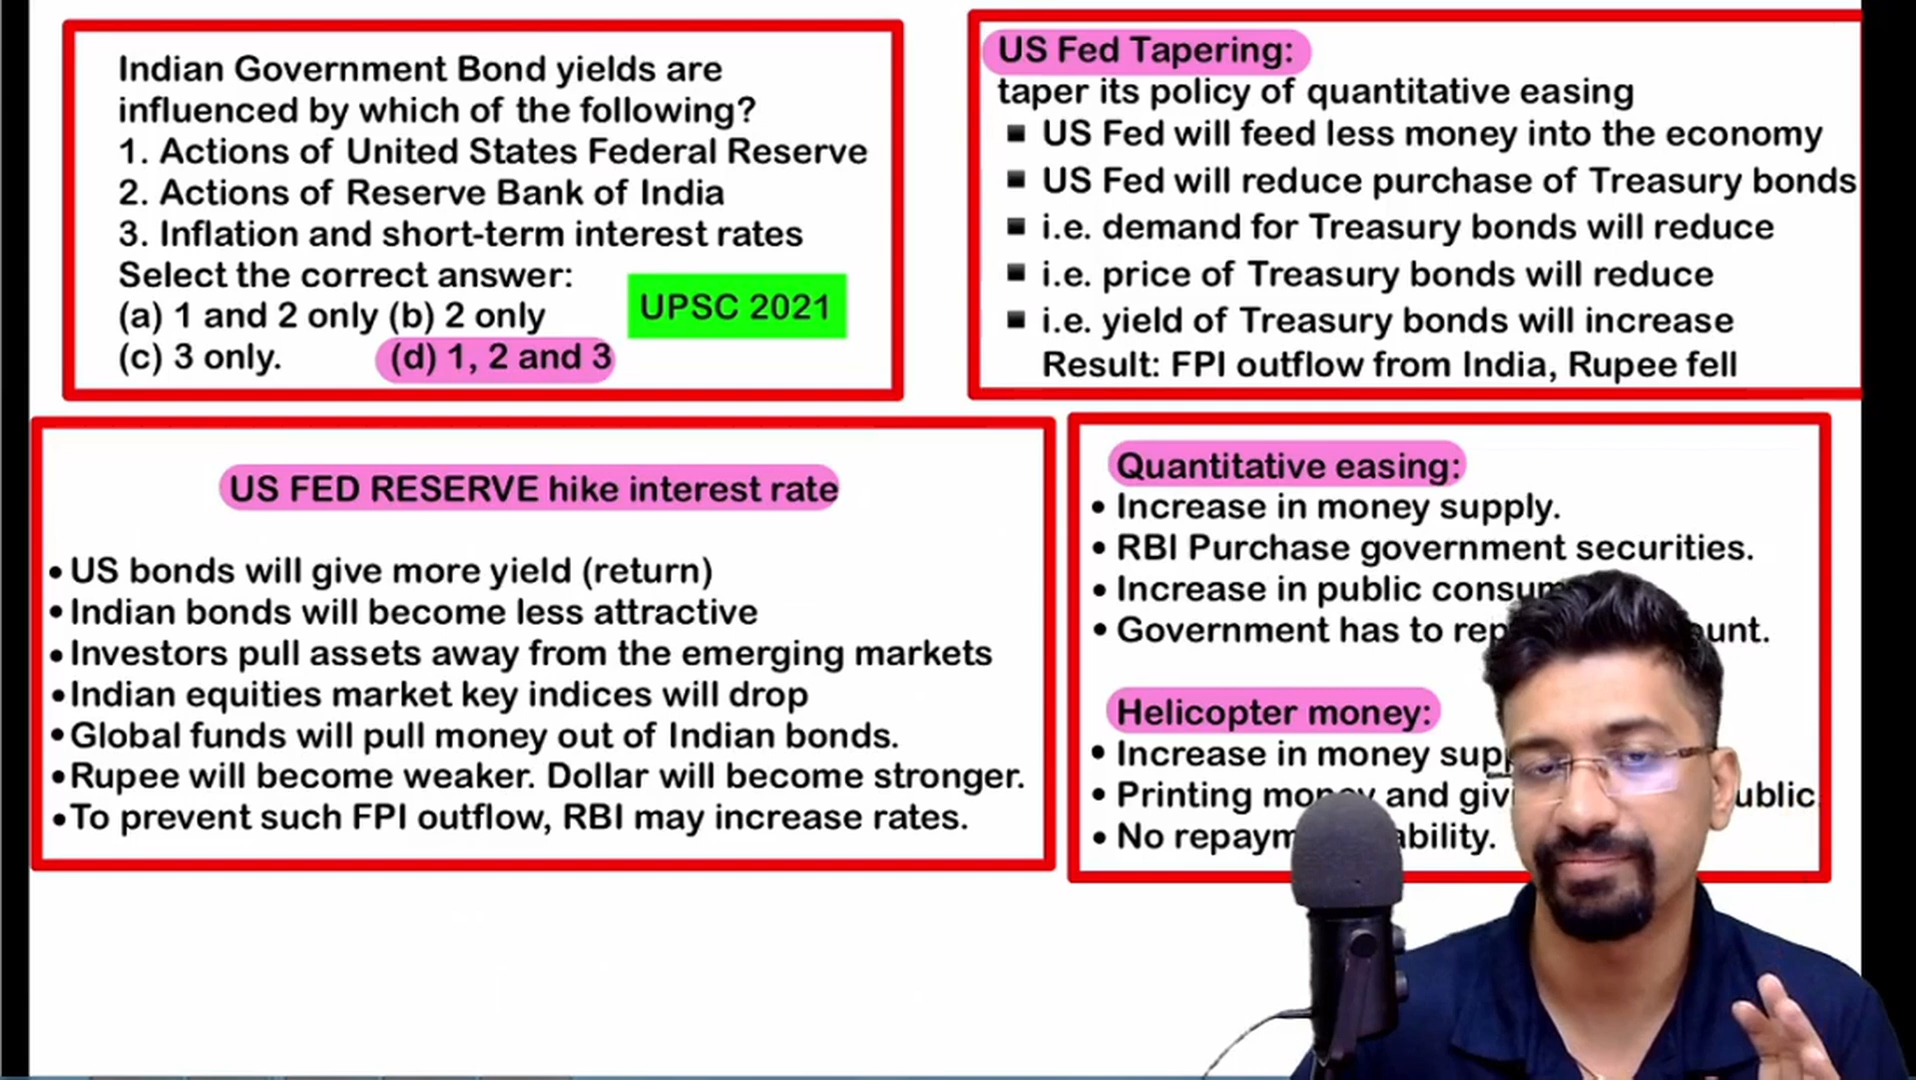 Indian Government Bond yields are
influenced by which of the following?
1. Actions of United States Federal Reserve
2. Actions of Reserve Bank of India
3. Inflation and short-term interest rates
Select the correct answer:
(a) 1 and 2 only (b) 2 only
(c) 3 only. (d) 1, 2 and 3
UPSC 2021
US Fed Tapering:
taper its policy of quantitative easing
▪ US Fed will feed less money into the economy
▪ US Fed will reduce purchase of Treasury bonds
▪ i.e. demand for Treasury bonds will reduce
▪ i.e. price of Treasury bonds will reduce
▪ i.e. yield of Treasury bonds will increase
Result: FPI outflow from India, Rupee fell
US FED RESERVE hike interest rate
• US bonds will give more yield (return)
• Indian bonds will become less attractive
• Investors pull assets away from the emerging markets
• Indian equities market key indices will drop
• Global funds will pull money out of Indian bonds.
• Rupee will become weaker. Dollar will become stronger.
• To prevent such FPI outflow, RBI may increase rates.
Quantitative easing:
• Increase in money supply.
• RBI Purchase government securities.
• Increase in public
• Government has to
Helicopter money:
• Increase in money
• Printing money and
• No